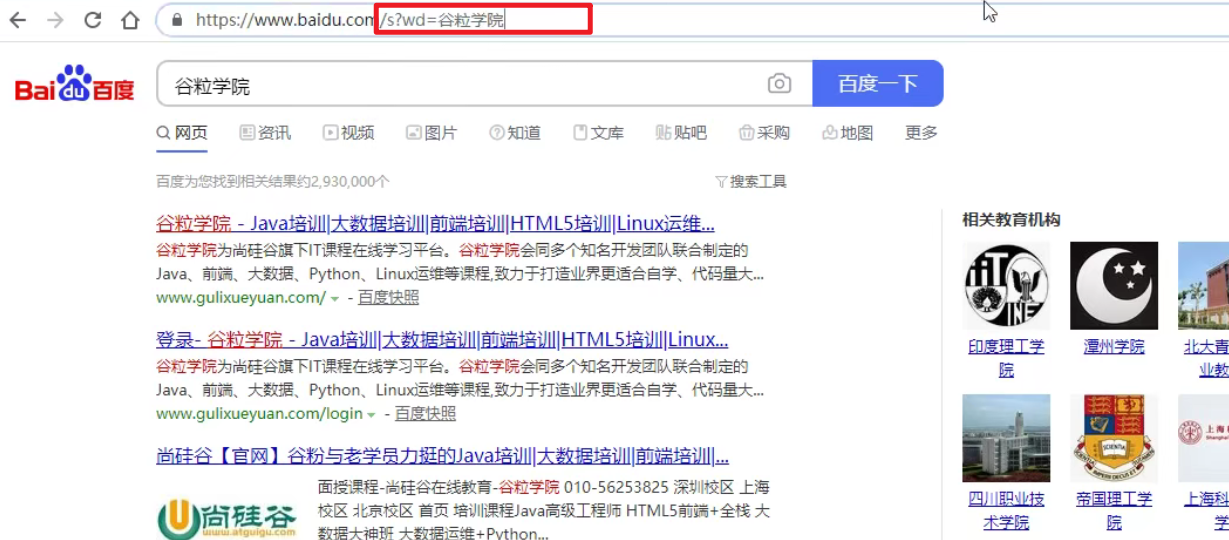 https://www.baidu.com/s?wd=谷粒学院
Bai du 百度
谷粒学院
百度一下
网页 资讯 视频 图片 知道 文库 贴吧 采购 地图 更多
百度为您找到相关结果约2,930,000个
搜索工具
谷粒学院 - Java培训|大数据培训|前端培训|HTML5培训|Linux运维...
谷粒学院为尚硅谷旗下IT课程在线学习平台。谷粒学院会同多个知名开发团队联合制定的
Java、前端、大数据、Python、Linux运维等课程,致力于打造业界更适合自学、代码量大...
www.gulixueyuan.com/ - 百度快照
登录- 谷粒学院 - Java培训|大数据培训|前端培训|HTML5培训|Linux...
谷粒学院为尚硅谷旗下IT课程在线学习平台。谷粒学院会同多个知名开发团队联合制定的
Java、前端、大数据、Python、Linux运维等课程,致力于打造业界更适合自学、代码量大...
www.gulixueyuan.com/login - 百度快照
尚硅谷【官网】谷粉与老学员力挺的Java培训|大数据培训|前端培训|...
尚硅谷
www.atguigu.com
面授课程-尚硅谷在线教育-谷粒学院 010-56253825 深圳校区 上海
校区 北京校区 首页 培训课程Java高级工程师 HTML5前端+全栈 大
数据大神班 大数据运维+Python...
相关教育机构
印度理工学
院
潭州学院
北大青
业教
四川职业技
术学院
帝国理工学
院
上海科
学